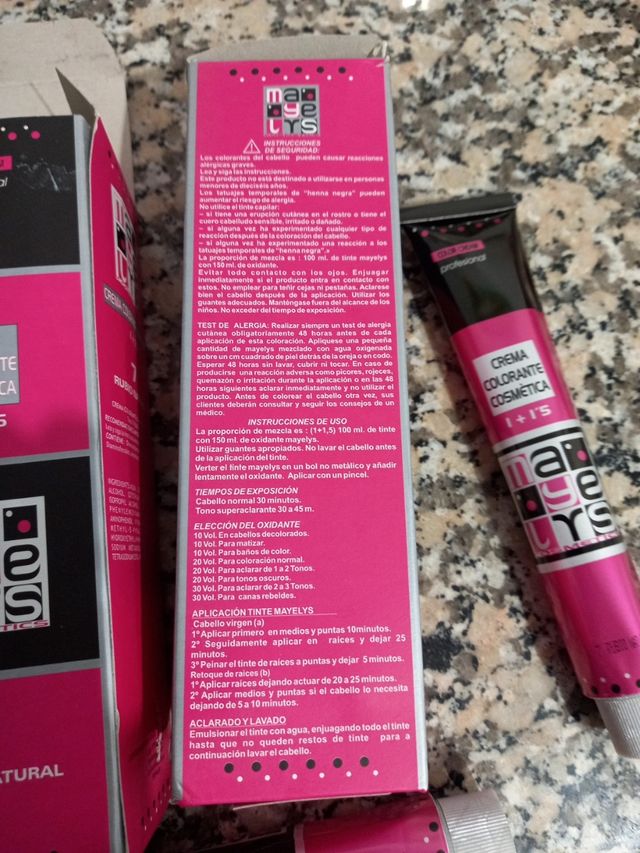 mayelys
INSTRUCCIONES
DE SEGURIDAD:
Los colorantes del cabello pueden causar reacciones
alérgicas graves.
Lea y siga las instrucciones.
Este producto no está destinado a utilizarse en personas
menores de dieciséis años.
Los tatuajes temporales de "henna negra" pueden
aumentar el riesgo de alergia.
No utilice el tinte capilar:
– si tiene una erupción cutánea en el rostro o tiene el
cuero cabelludo sensible, irritado o dañado.
– si alguna vez ha experimentado cualquier tipo de
reacción después de la coloración del cabello.
– si alguna vez ha experimentado una reacción a los
tatuajes temporales de "henna negra".»
La proporción de mezcla es : 100 ml. de tinte mayelys
con 150 ml. de oxidante.
Evitar todo contacto con los ojos. Enjuagar
inmediatamente si el producto entra en contacto con
estos. No emplear para teñir cejas ni pestañas. Aclarese
bien el cabello después de la aplicación. Utilizar los
guantes adecuados. Manténgase fuera del alcance de los
niños. No exceder del tiempo de exposición.
TEST DE ALERGIA: Realizar siempre un test de alergia
cutánea obligatoriamente 48 horas antes de cada
aplicación de esta coloración. Apliquese una pequeña
cantidad de mayelys mezclado con agua oxigenada
sobre un cm cuadrado de piel detrás de la oreja o en codo.
Esperar 48 horas sin lavar, cubrir ni tocar. En caso de
producirse una reacción adversa como picores, rojeces,
quemazón o irritación durante la aplicación o en las 48
horas siguientes aclarar inmediatamente y no utilizar el
producto. Antes de colorear el cabello otra vez, sus
clientes deberán consultar y seguir los consejos de un
médico.
INSTRUCCIONES DE USO
La proporción de mezcla es : (1+1,5) 100 ml. de tinte
con 150 ml. de oxidante mayelys.
Utilizar guantes apropiados. No lavar el cabello antes
de la aplicación del tinte.
Verter el tinte mayelys en un bol no metálico y añadir
lentamente el oxidante. Aplicar con un pincel.
TIEMPOS DE EXPOSICIÓN
Cabello normal 30 minutos.
Tono superaclarante 30 a 45 m.
ELECCIÓN DEL OXIDANTE
10 Vol. En cabellos decolorados.
10 Vol. Para matizar.
10 Vol. Para baños de color.
20 Vol. Para coloración normal.
20 Vol. Para aclarar de 1 a 2 Tonos.
20 Vol. Para tonos oscuros.
30 Vol. Para aclarar de 2 a 3 Tonos.
30 Vol. Para canas rebeldes.
APLICACIÓN TINTE MAYELYS
Cabello virgen (a)
1º Aplicar primero en medios y puntas 10minutos.
2º Seguidamente aplicar en raices y dejar 25
minutos.
3º Peinar el tinte de raices a puntas y dejar 5 minutos.
Retoque de raices (b)
1º Aplicar raices dejando actuar de 20 a 25 minutos.
2º Aplicar medios y puntas si el cabello lo necesita
dejando de 5 a 10 minutos.
ACLARADO Y LAVADO
Emulsionar el tinte con agua, enjuagando todo el tinte
hasta que no queden restos de tinte para a
continuación lavar el cabello.
COLOR CREAM
profesional
CREMA
COLORANTE
COSMÉTICA
1 + 1'5
mayelys
COSMETICS
NATURAL